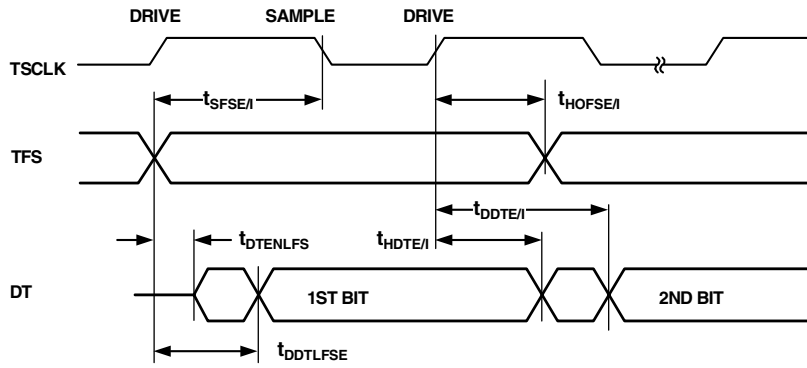 DRIVE SAMPLE DRIVE
TSCLK
tSFSE/I tHOFSE/I
TFS
tDDTE/I
tDTENLFS tHDTE/I
DT 1ST BIT 2ND BIT
tDDTLFSE